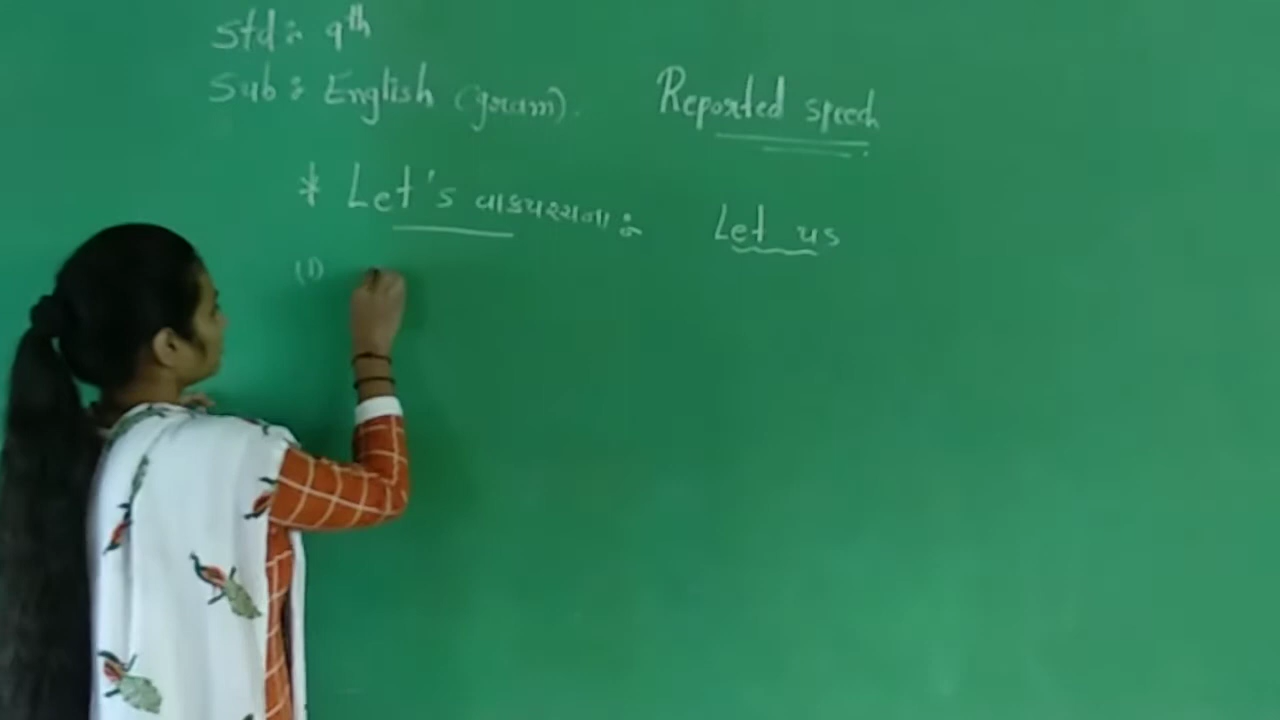 Std : 9th
Sub : English (gram). Reported speech
* Let's વાક્યરચના : Let us
(1)